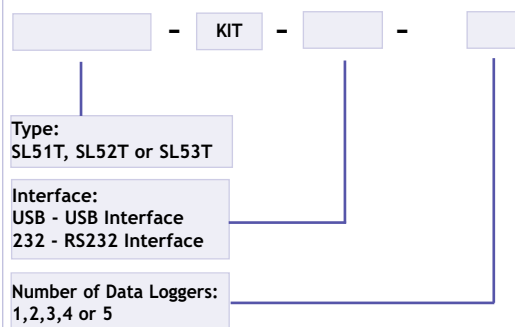 - KIT - -
Type:
SL51T, SL52T or SL53T
Interface:
USB - USB Interface
232 - RS232 Interface
Number of Data Loggers:
1,2,3,4 or 5